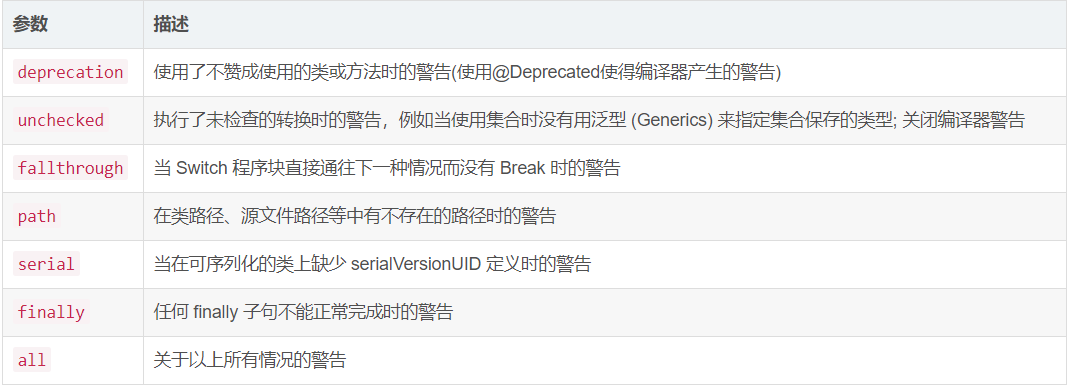 参数 描述
deprecation 使用了不赞成使用的类或方法时的警告(使用@Deprecated使得编译器产生的警告)
unchecked 执行了未检查的转换时的警告，例如当使用集合时没有用泛型 (Generics) 来指定集合保存的类型; 关闭编译器警告
fallthrough 当 Switch 程序块直接通往下一种情况而没有 Break 时的警告
path 在类路径、源文件路径等中有不存在的路径时的警告
serial 当在可序列化的类上缺少 serialVersionUID 定义时的警告
finally 任何 finally 子句不能正常完成时的警告
all 关于以上所有情况的警告